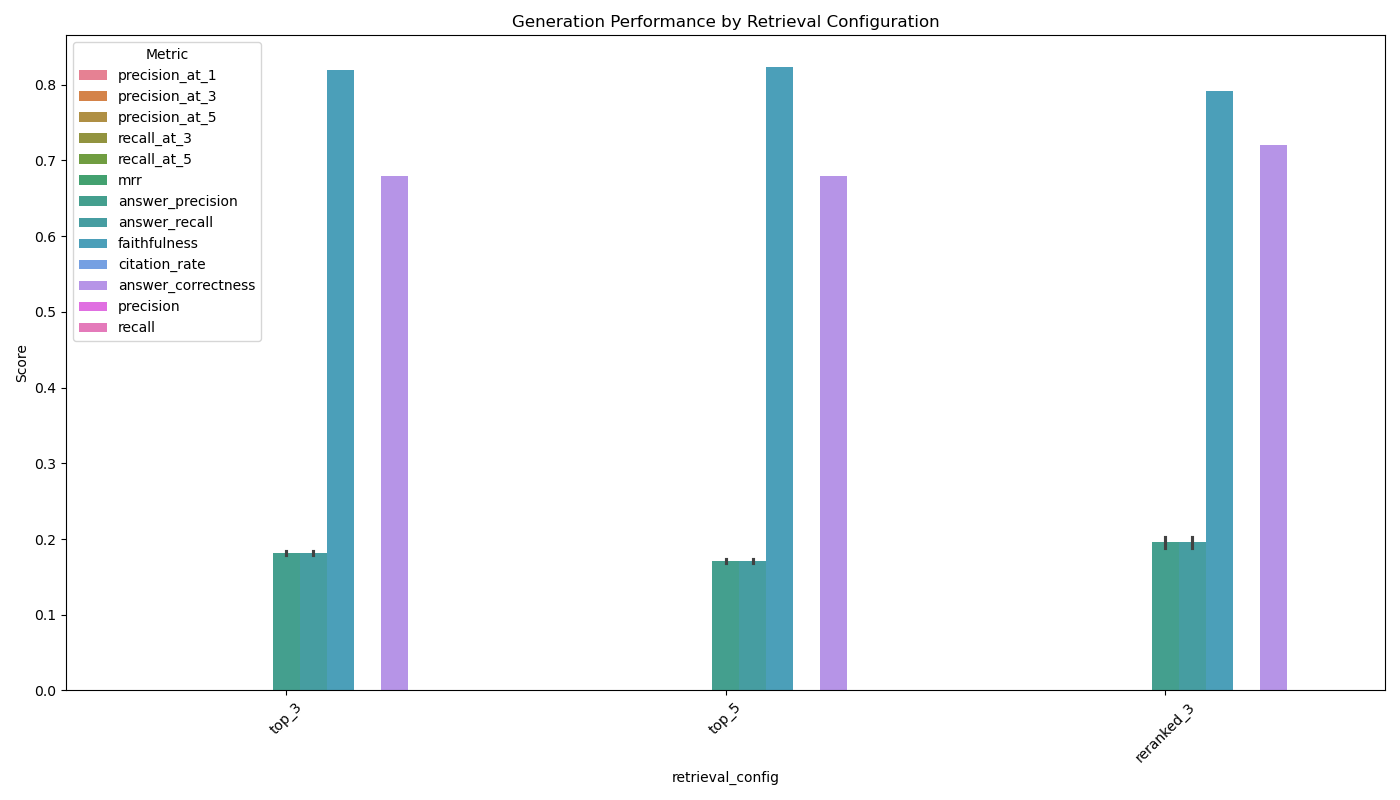 Generation Performance by Retrieval Configuration
Metric
precision_at_1
precision_at_3
precision_at_5
recall_at_3
recall_at_5
mrr
answer_precision
answer_recall
faithfulness
citation_rate
answer_correctness
precision
recall
Score
0.8
0.7
0.6
0.5
0.4
0.3
0.2
0.1
0.0
top_3
top_5
reranked_3
retrieval_config